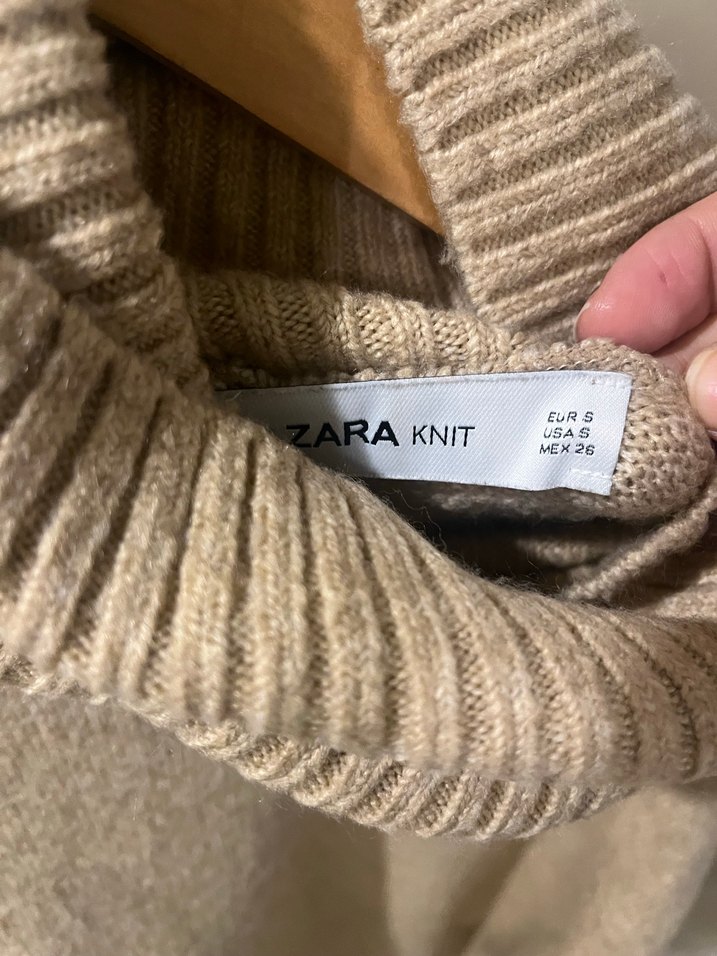 ZARA KNIT
EUR S
USA S
MEX 26